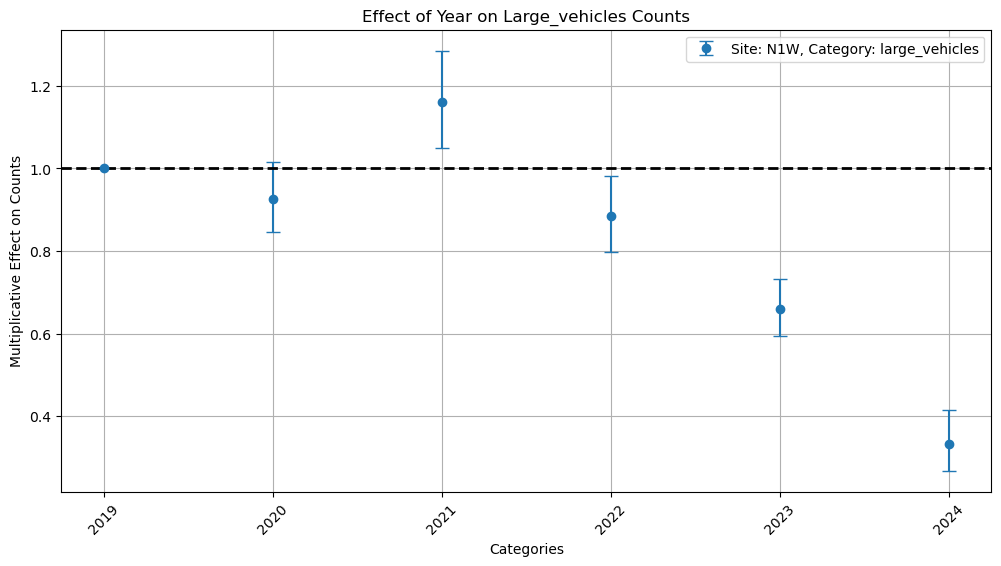 Effect of Year on Large_vehicles Counts
Site: N1W, Category: large_vehicles
Multiplicative Effect on Counts
1.2
1.0
0.8
0.6
0.4
2019
2020
2021
2022
2023
2024
Categories